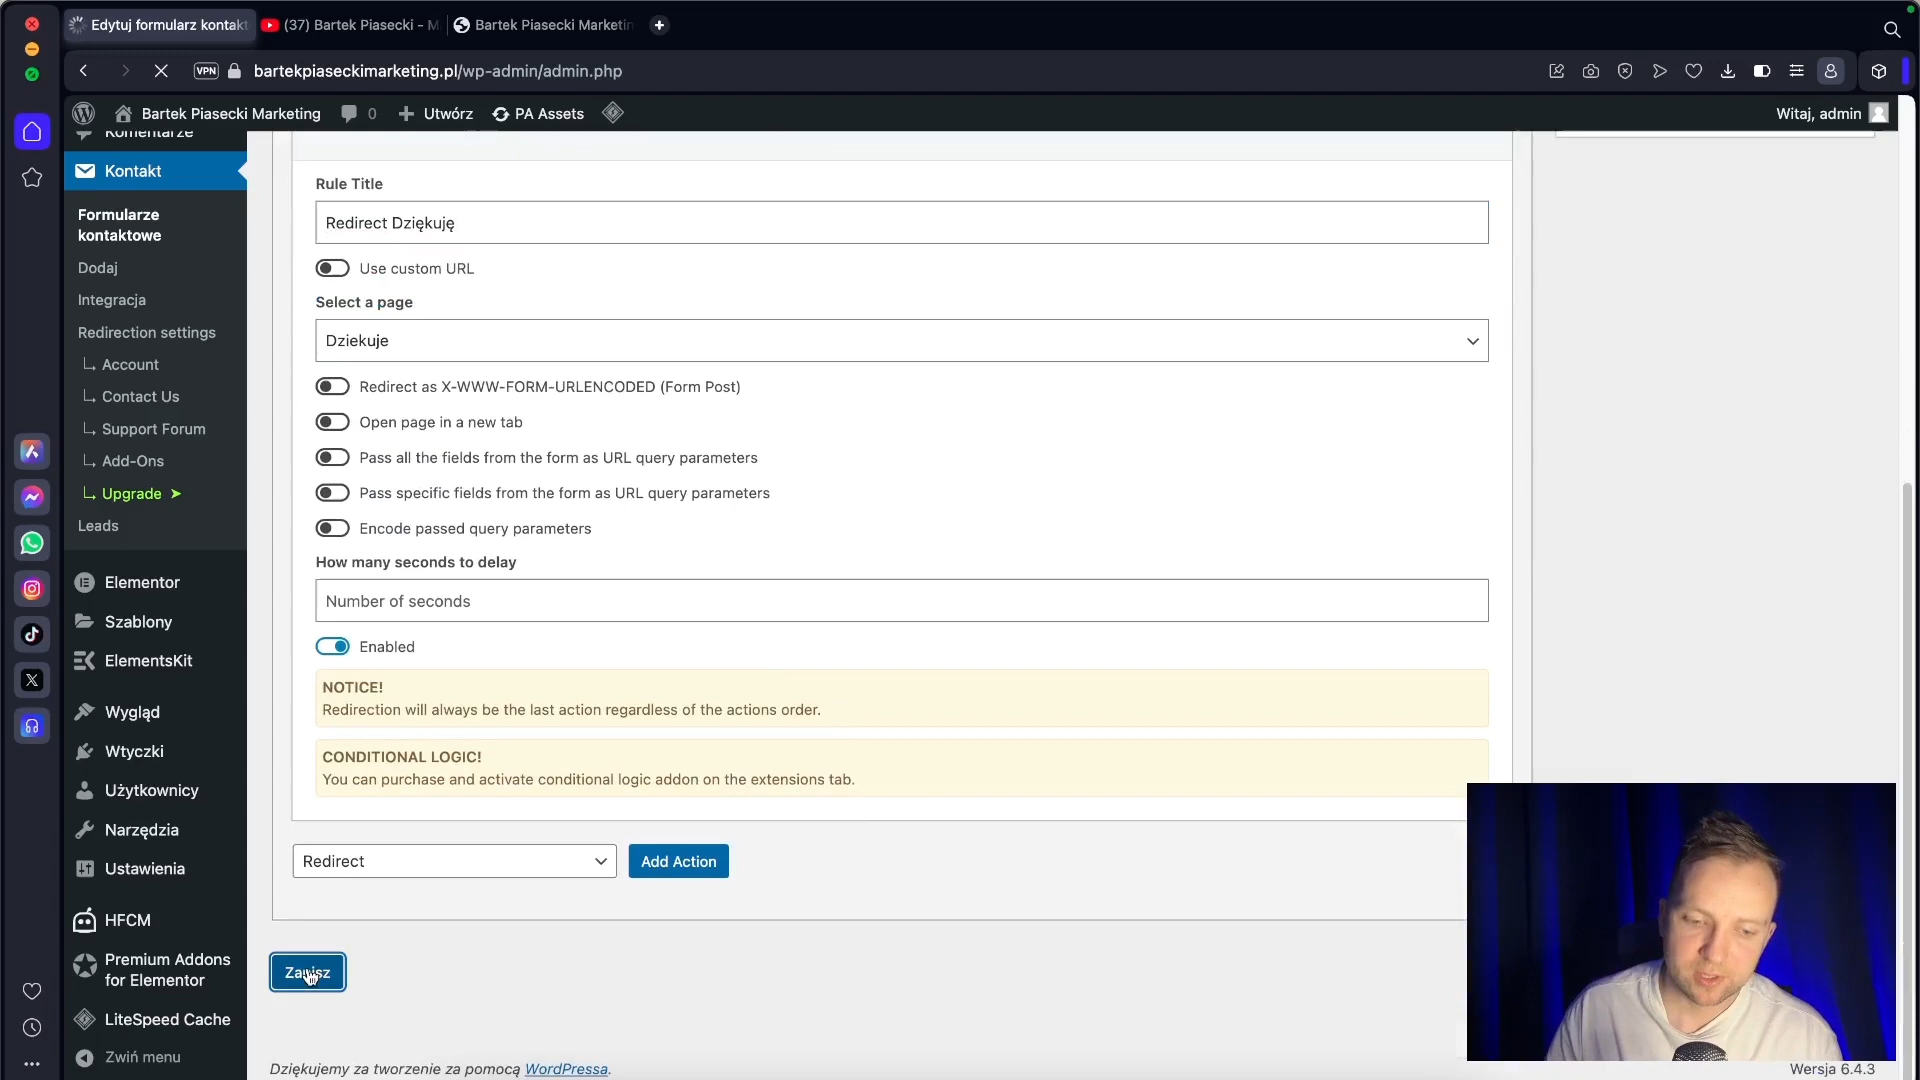 Edytuj formularz kontakt
(37) Bartek Piasecki - M
Bartek Piasecki Marketin
VPN
bartekpiaseckimarketing.pl/wp-admin/admin.php
Bartek Piasecki Marketing
0
Utwórz
PA Assets
Witaj, admin
Komentarze
Kontakt
Formularze
kontaktowe
Dodaj
Integracja
Redirection settings
Account
Contact Us
Support Forum
Add-Ons
Upgrade ➤
Leads
Elementor
Szablony
ElementsKit
Wygląd
Wtyczki
Użytkownicy
Narzędzia
Ustawienia
HFCM
Premium Addons
for Elementor
LiteSpeed Cache
Zwiń menu
Rule Title
Redirect Dziękuję
Use custom URL
Select a page
Dziekuje
Redirect as X-WWW-FORM-URLENCODED (Form Post)
Open page in a new tab
Pass all the fields from the form as URL query parameters
Pass specific fields from the form as URL query parameters
Encode passed query parameters
How many seconds to delay
Number of seconds
Enabled
NOTICE!
Redirection will always be the last action regardless of the actions order.
CONDITIONAL LOGIC!
You can purchase and activate conditional logic addon on the extensions tab.
Redirect
Add Action
Zapisz
Dziękujemy za tworzenie za pomocą WordPressa.
Wersja 6.4.3